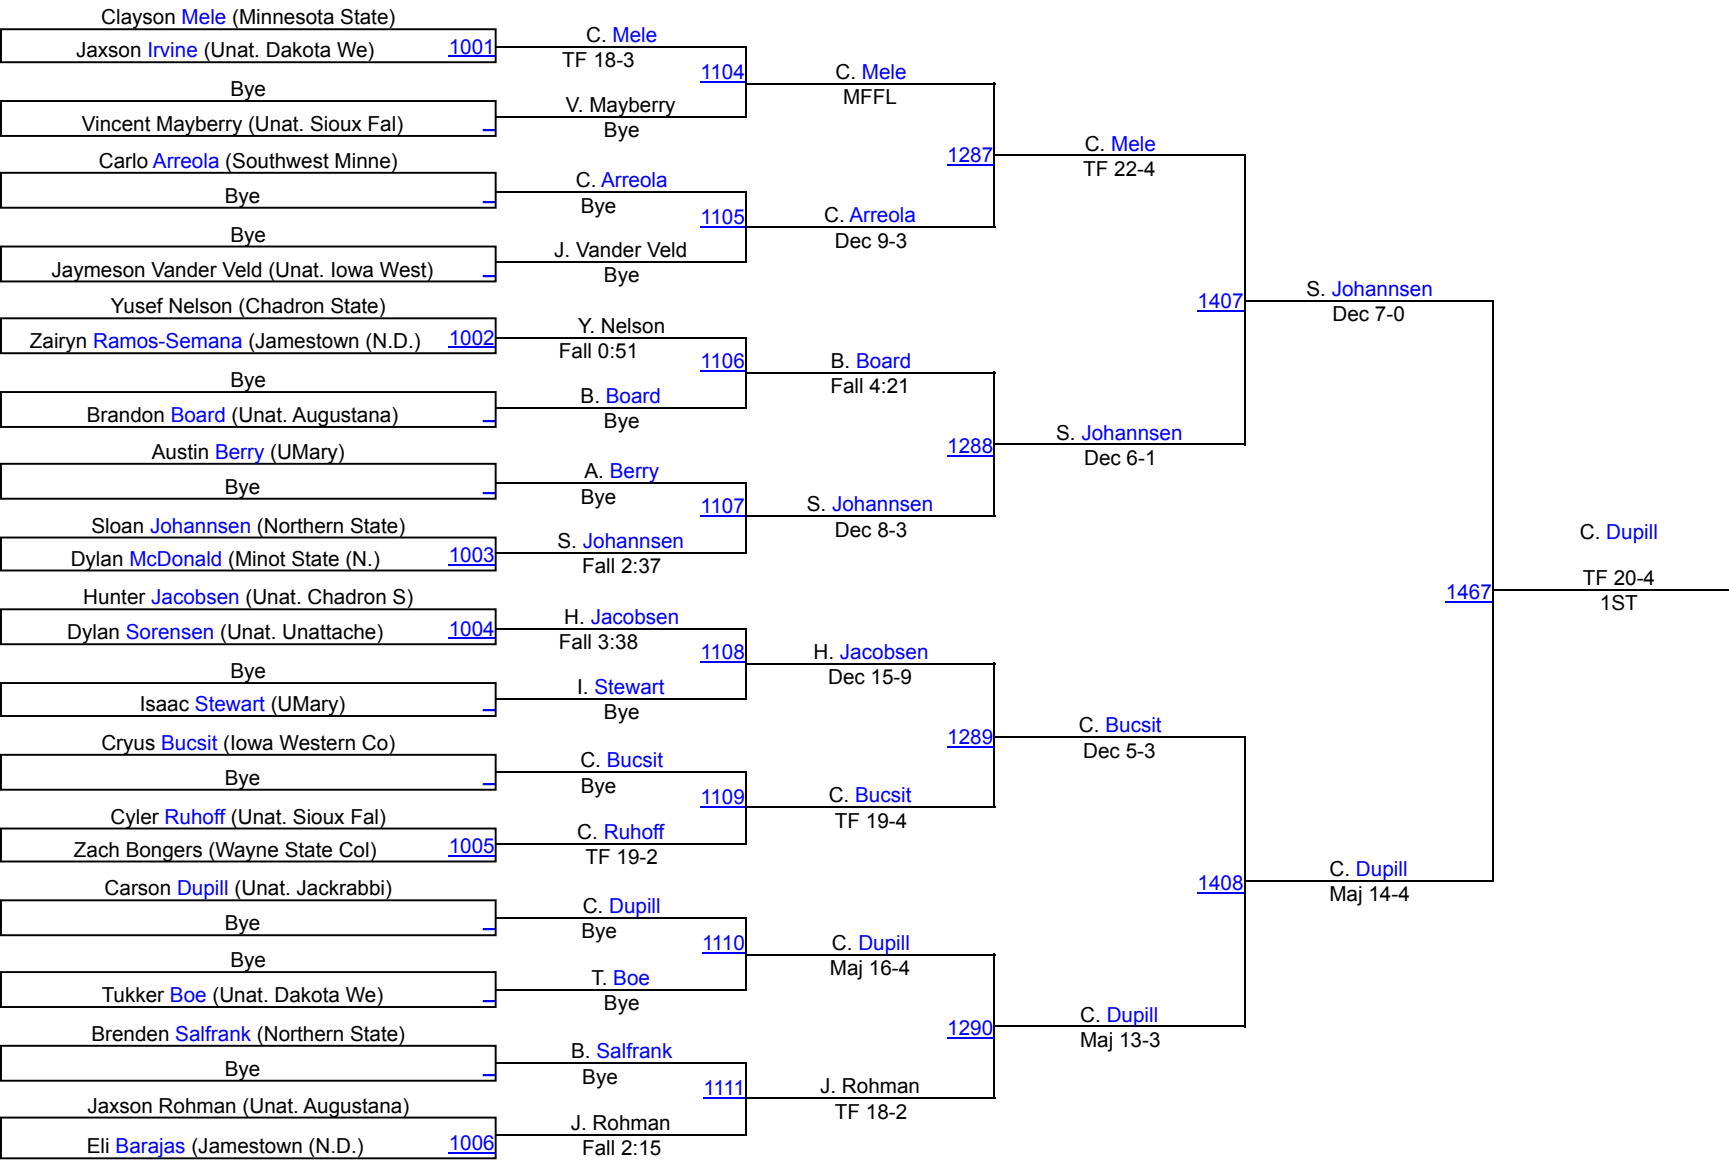 Clayson Mele (Minnesota State)
Jaxson Irvine (Unat. Dakota We) 1001
Bye
Vincent Mayberry (Unat. Sioux Fal)
Carlo Arreola (Southwest Minne)
Bye
Bye
Jaymeson Vander Veld (Unat. Iowa West)
Yusef Nelson (Chadron State)
Zairyn Ramos-Semana (Jamestown (N.D.) 1002
Bye
Brandon Board (Unat. Augustana)
Austin Berry (UMary)
Bye
Sloan Johannsen (Northern State)
Dylan McDonald (Minot State (N.) 1003
Hunter Jacobsen (Unat. Chadron S)
Dylan Sorensen (Unat. Unattache) 1004
Bye
Isaac Stewart (UMary)
Cryus Bucsit (Iowa Western Co)
Bye
Cyler Ruhoff (Unat. Sioux Fal)
Zach Bongers (Wayne State Col) 1005
Carson Dupill (Unat. Jackrabbi)
Bye
Bye
Tukker Boe (Unat. Dakota We)
Brenden Salfrank (Northern State)
Bye
Jaxson Rohman (Unat. Augustana)
Eli Barajas (Jamestown (N.D.) 1006
C. Mele
TF 18-3
1104
V. Mayberry
Bye
C. Arreola
Bye
1105
J. Vander Veld
Bye
Y. Nelson
Fall 0:51
1106
B. Board
Bye
A. Berry
Bye
1107
S. Johannsen
Fall 2:37
H. Jacobsen
Fall 3:38
1108
I. Stewart
Bye
C. Bucsit
Bye
1109
C. Ruhoff
TF 19-2
C. Dupill
Bye
1110
T. Boe
Bye
B. Salfrank
Bye
1111
J. Rohman
Fall 2:15
C. Mele
MFFL
1287
C. Arreola
Dec 9-3
B. Board
Fall 4:21
1288
S. Johannsen
Dec 8-3
H. Jacobsen
Dec 15-9
1289
C. Bucsit
TF 19-4
C. Dupill
Maj 16-4
1290
J. Rohman
TF 18-2
C. Mele
TF 22-4
1407
S. Johannsen
Dec 6-1
C. Bucsit
Dec 5-3
1408
C. Dupill
Maj 13-3
S. Johannsen
Dec 7-0
1467
C. Dupill
Maj 14-4
C. Dupill
TF 20-4
1ST